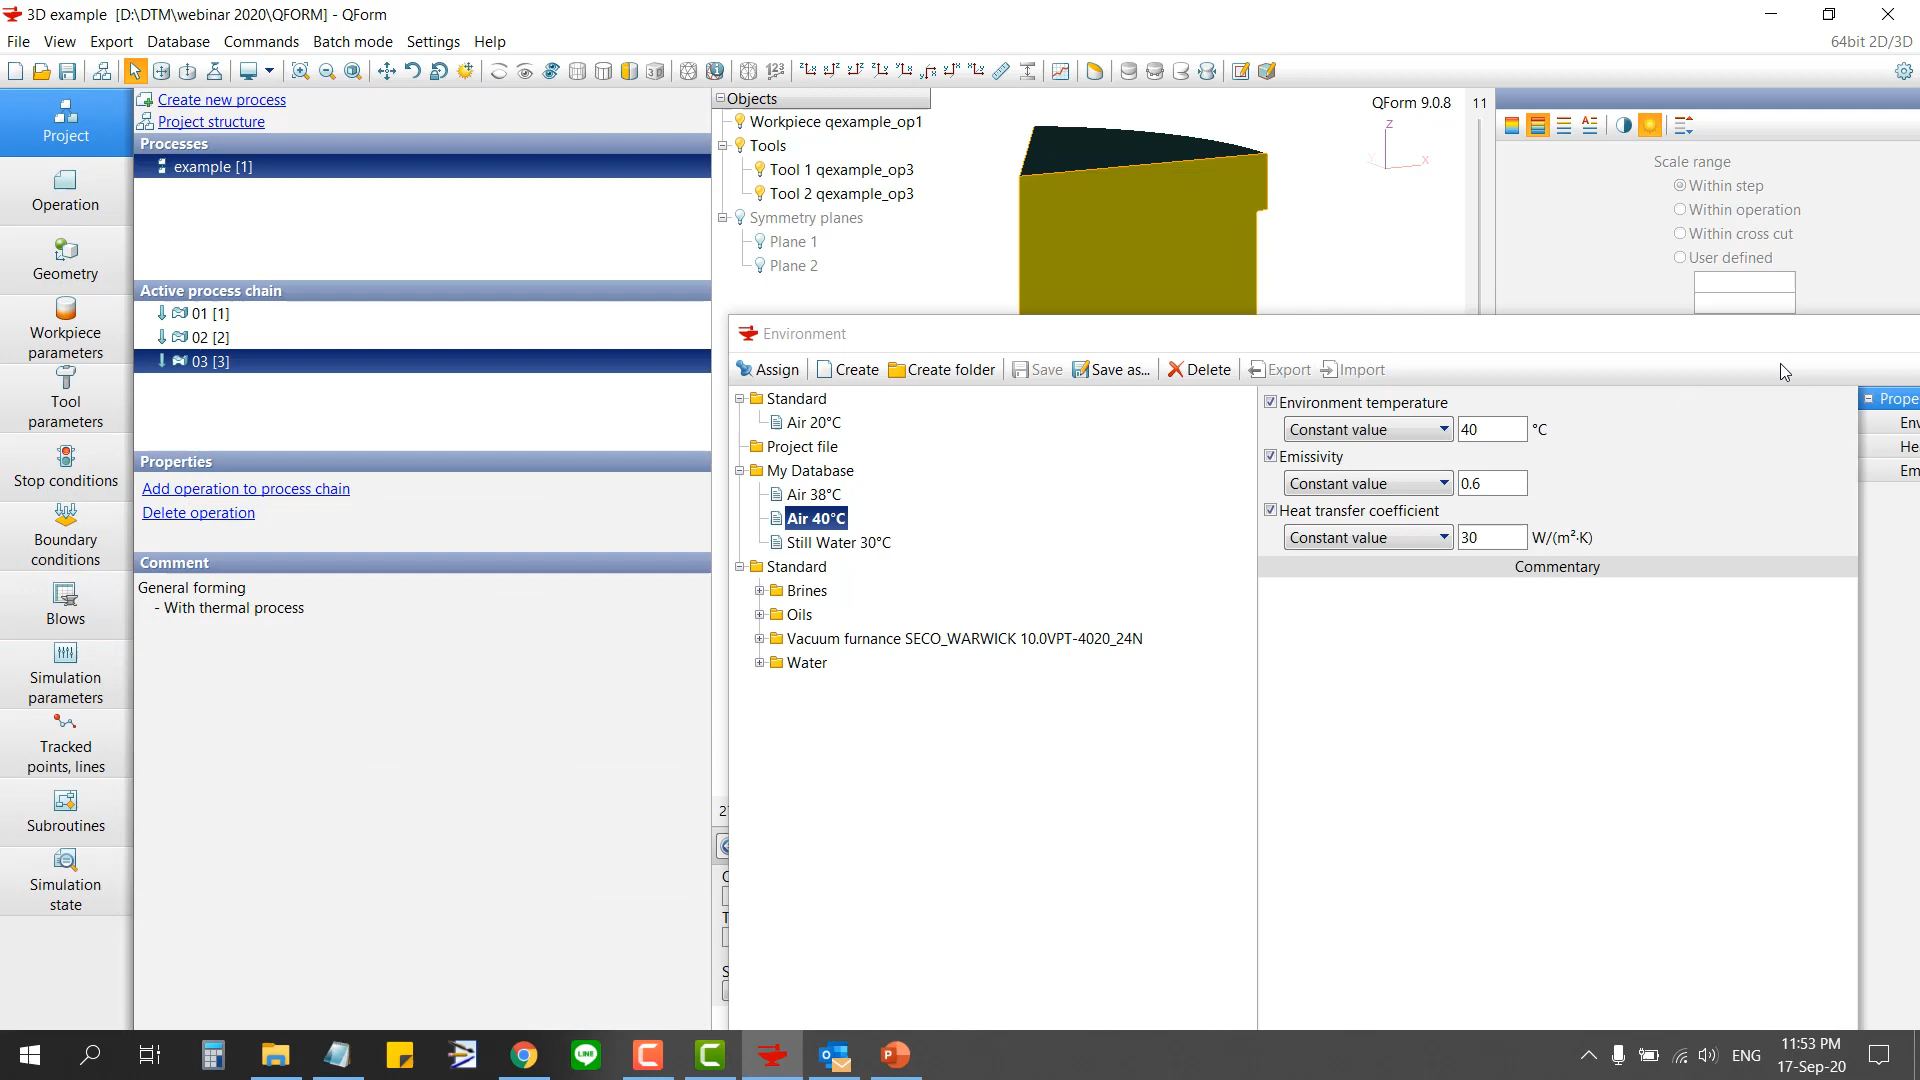 3D example [D:\DTM\webinar 2020\QFORM] - QForm
File View Export Database Commands Batch mode Settings Help
64bit 2D/3D
Project
Operation
Geometry
Workpiece
parameters
Tool
parameters
Stop conditions
Boundary
conditions
Blows
Simulation
parameters
Tracked
points, lines
Subroutines
Simulation
state
Create new process
Project structure
Processes
example [1]
Active process chain
01 [1]
02 [2]
03 [3]
Properties
Add operation to process chain
Delete operation
Comment
General forming
- With thermal process
Objects
Workpiece qexample_op1
Tools
Tool 1 qexample_op3
Tool 2 qexample_op3
Symmetry planes
Plane 1
Plane 2
QForm 9.0.8
11
Z
Y
X
Scale range
Within step
Within operation
Within cross cut
User defined
Environment
Assign Create Create folder Save Save as... Delete Export Import
Standard
Air 20°C
Project file
My Database
Air 38°C
Air 40°C
Still Water 30°C
Standard
Brines
Oils
Vacuum furnance SECO_WARWICK 10.0VPT-4020_24N
Water
Environment temperature
Constant value 40 °C
Emissivity
Constant value 0.6
Heat transfer coefficient
Constant value 30 W/(m²·K)
Commentary
Prope
Env
He
Em
ENG
11:53 PM
17-Sep-20